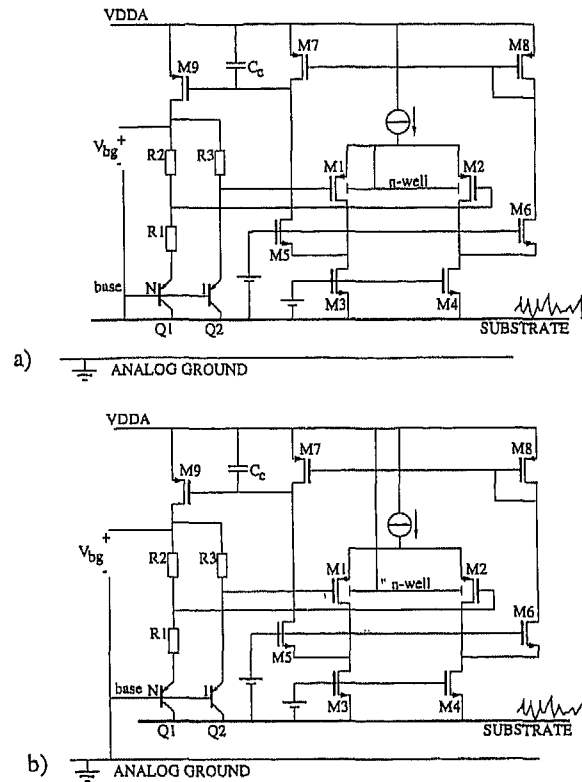 VDDA
M9
Cc
M7
M8
Vbg
+
-
R2
R3
M1
M2
n-well
R1
M5
M6
base
N
1
M3
M4
Q1
Q2
SUBSTRATE
a)
ANALOG GROUND
VDDA
M9
Cc
M7
M8
Vbg
+
-
R2
R3
M1
M2
n-well
R1
M5
M6
base
N
1
M3
M4
Q1
Q2
SUBSTRATE
b)
ANALOG GROUND